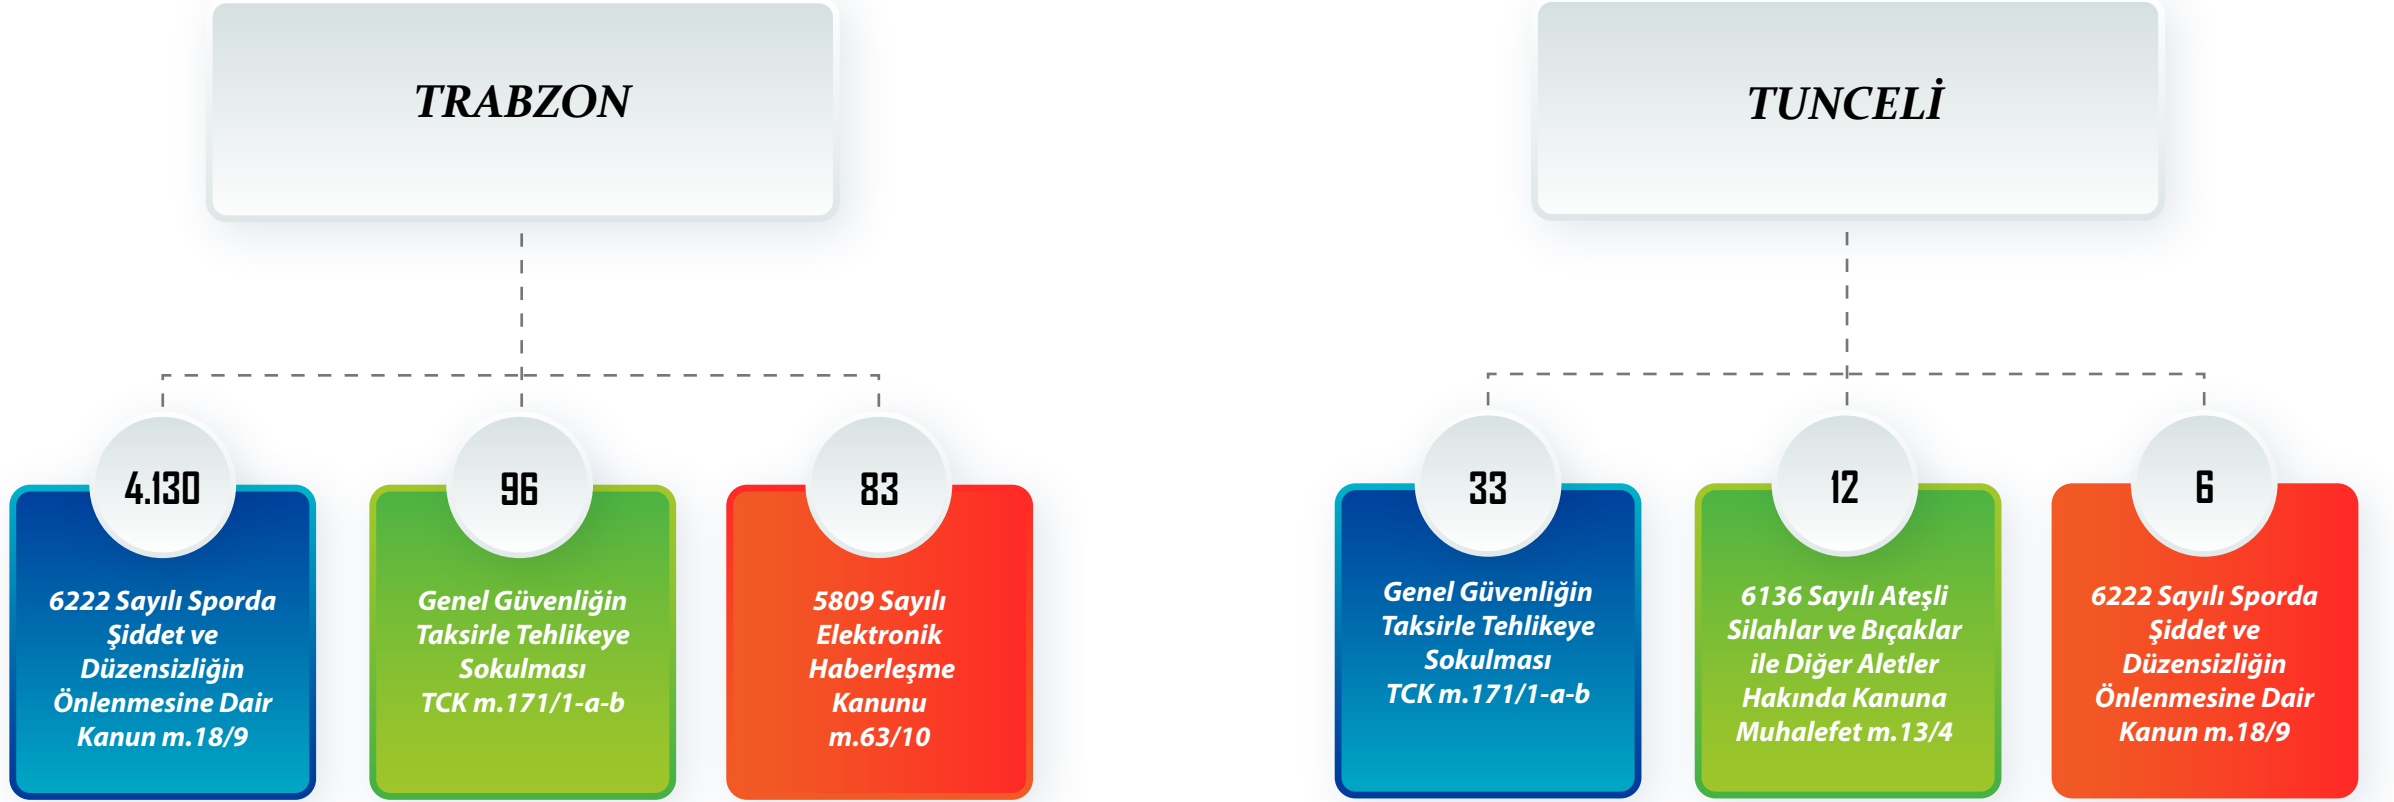 TRABZON
4.130
6222 Sayılı Sporda
Şiddet ve
Düzensizliğin
Önlenmesine Dair
Kanun m.18/9
96
Genel Güvenliğin
Taksirle Tehlikeye
Sokulması
TCK m.171/1-a-b
83
5809 Sayılı
Elektronik
Haberleşme
Kanunu
m.63/10
TUNCELİ
33
Genel Güvenliğin
Taksirle Tehlikeye
Sokulması
TCK m.171/1-a-b
12
6136 Sayılı Ateşli
Silahlar ve Bıçaklar
ile Diğer Aletler
Hakında Kanuna
Muhalefet m.13/4
6
6222 Sayılı Sporda
Şiddet ve
Düzensizliğin
Önlenmesine Dair
Kanun m.18/9